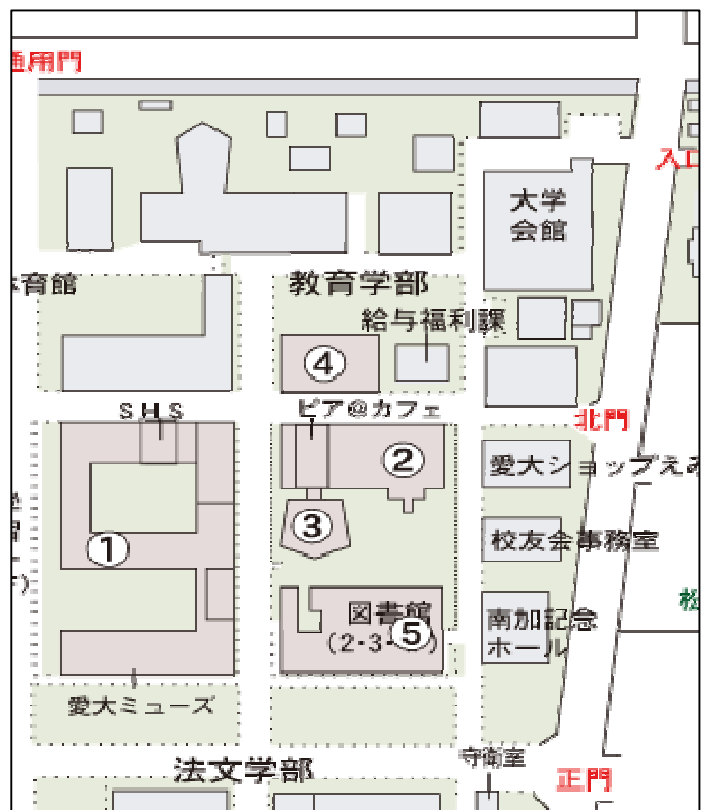 通用門
入口
大学
会館
体育館
教育学部
給与福利課
④
SHS
ピア@カフェ
北門
②
愛大ショップえみ
③
①
校友会事務室
図書館
(2-3-⑤)
南加記念
ホール
松
愛大ミューズ
法文学部
守衛室
正門